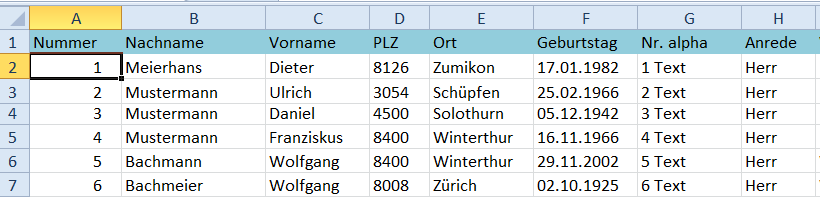 A B C D E F G H
1 Nummer Nachname Vorname PLZ Ort Geburtstag Nr. alpha Anrede
2 1 Meierhans Dieter 8126 Zumikon 17.01.1982 1 Text Herr
3 2 Mustermann Ulrich 3054 Schüpfen 25.02.1966 2 Text Herr
4 3 Mustermann Daniel 4500 Solothurn 05.12.1942 3 Text Herr
5 4 Mustermann Franziskus 8400 Winterthur 16.11.1966 4 Text Herr
6 5 Bachmann Wolfgang 8400 Winterthur 29.11.2002 5 Text Herr
7 6 Bachmeier Wolfgang 8008 Zürich 02.10.1925 6 Text Herr